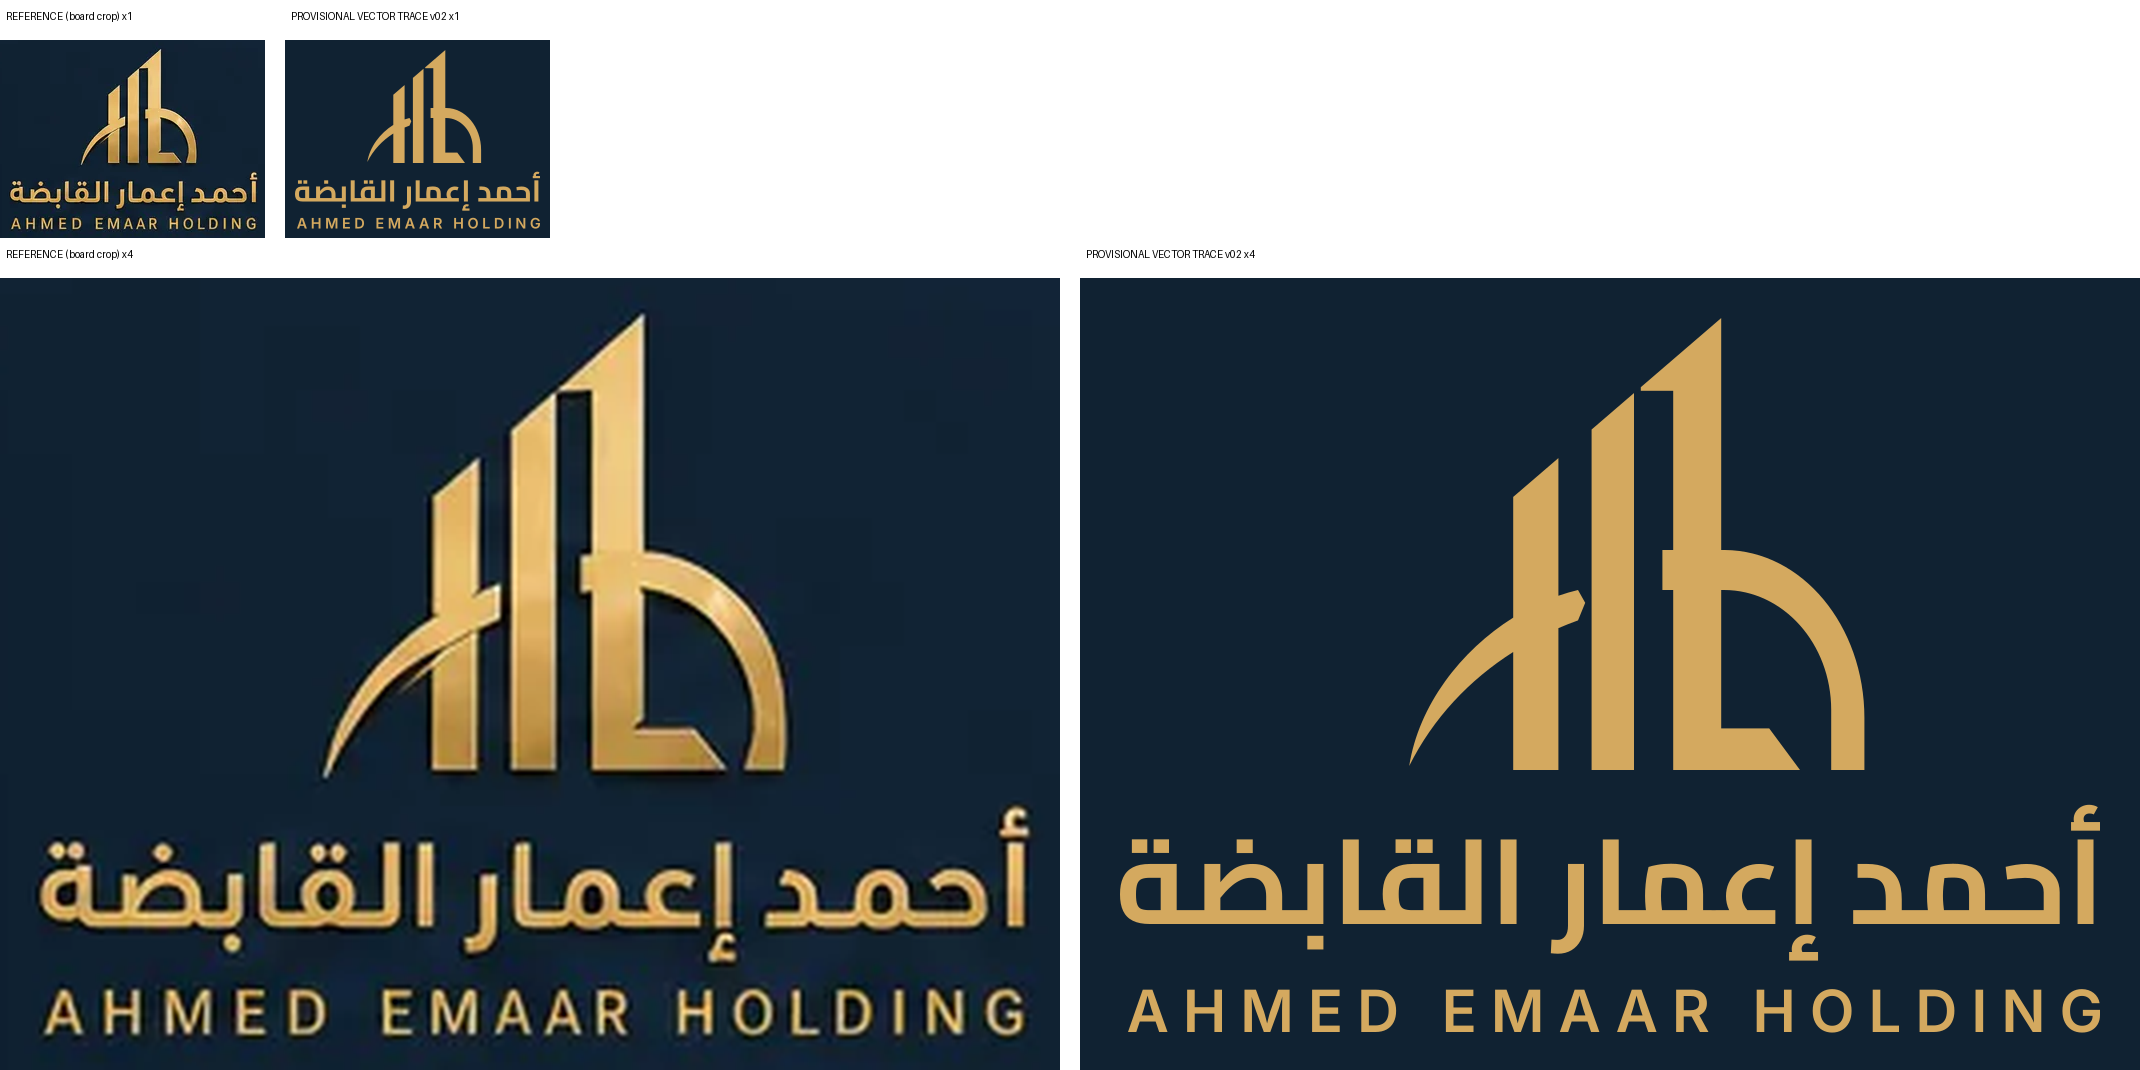 REFERENCE (board crop) x1
PROVISIONAL VECTOR TRACE v02 x1
أحمد إعمار القابضة
AHMED EMAAR HOLDING
أحمد إعمار القابضة
AHMED EMAAR HOLDING
REFERENCE (board crop) x4
PROVISIONAL VECTOR TRACE v02 x4
أحمد إعمار القابضة
AHMED EMAAR HOLDING
أحمد إعمار القابضة
AHMED EMAAR HOLDING